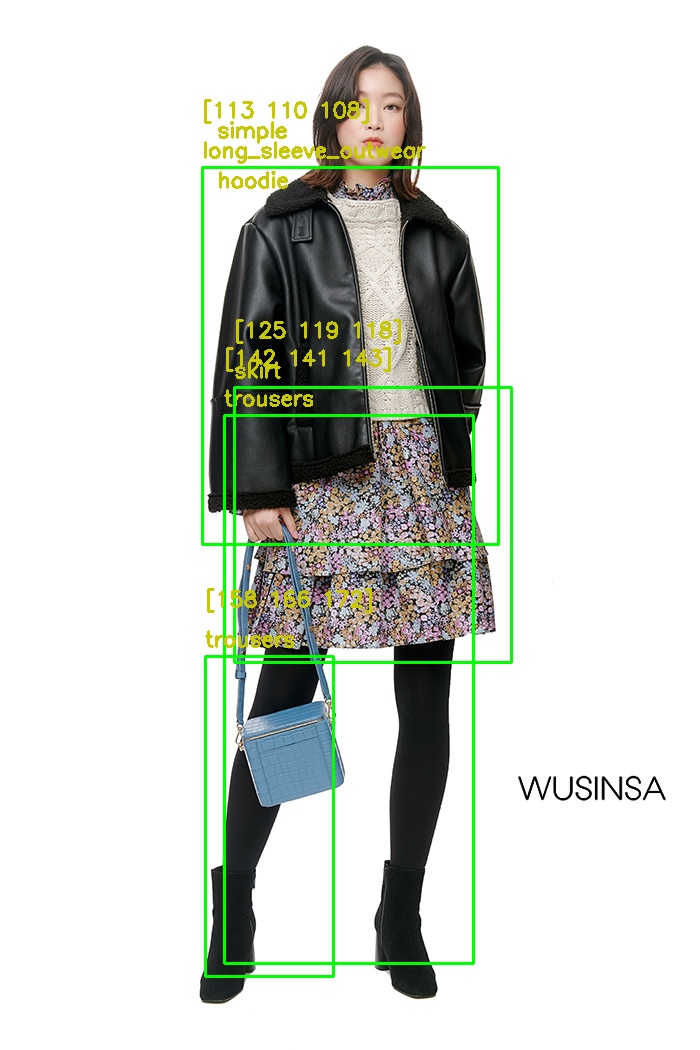 [113 110 108]
simple
long_sleeve_outwear
hoodie
[125 119 118]
[142 141 143]
skirt
trousers
[158 166 172]
trousers
WUSINSA